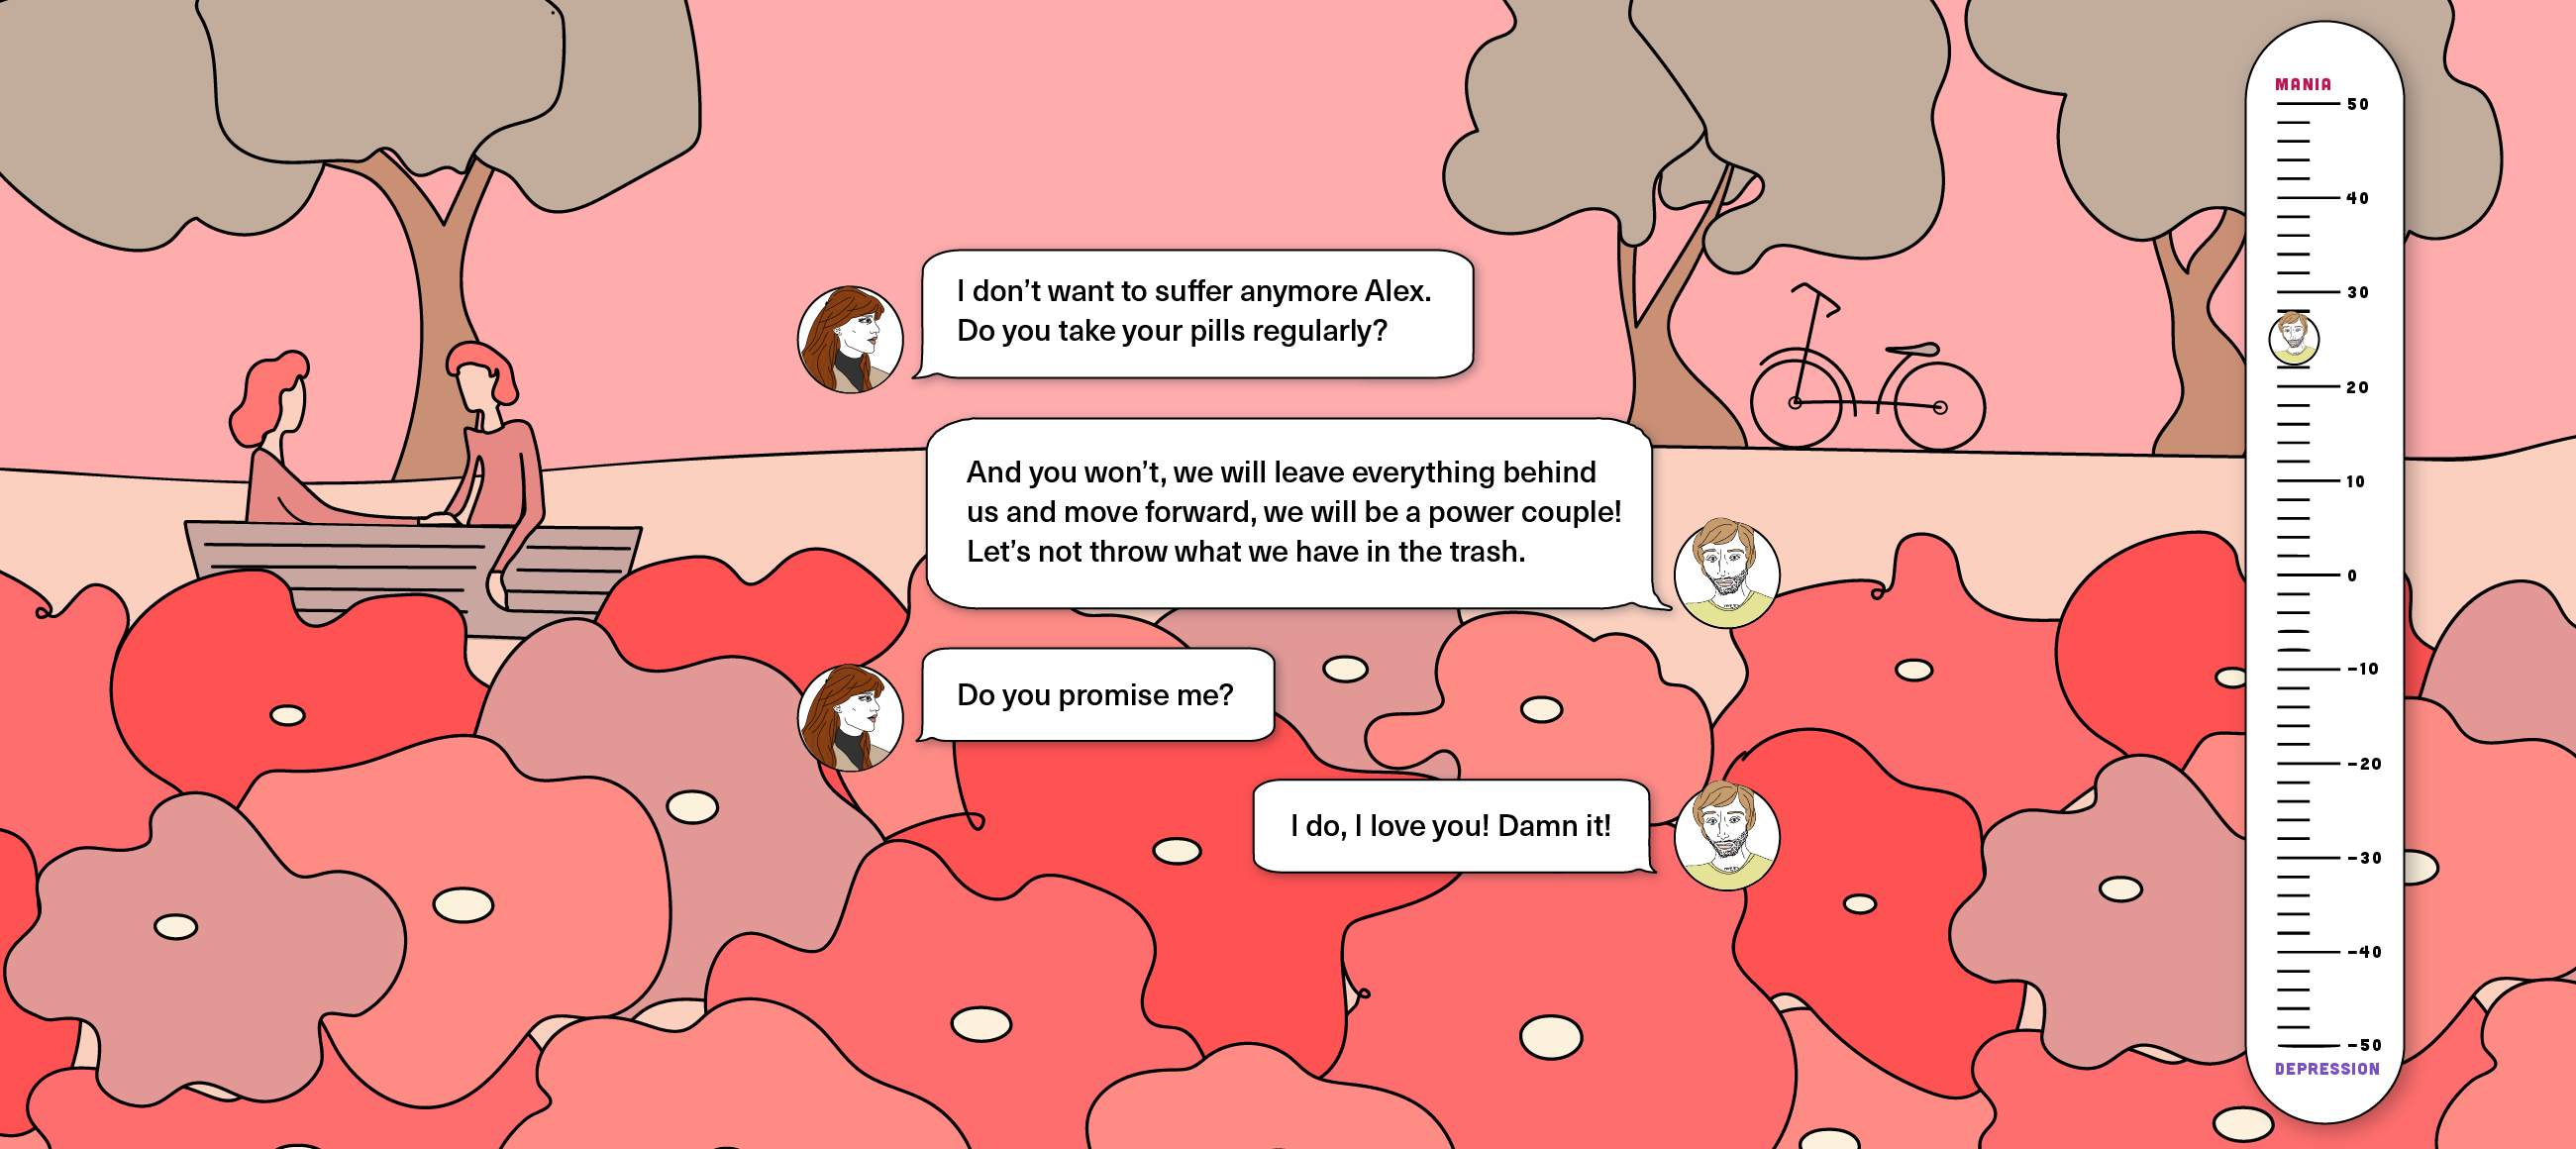 I don’t want to suffer anymore Alex.
Do you take your pills regularly?
And you won’t, we will leave everything behind
us and move forward, we will be a power couple!
Let’s not throw what we have in the trash.
Do you promise me?
I do, I love you! Damn it!
MANIA
50
40
30
20
10
0
-10
-20
-30
-40
-50
DEPRESSION